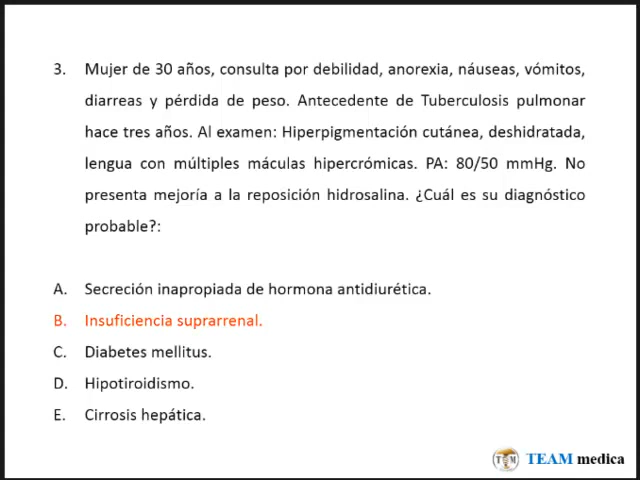 3. Mujer de 30 años, consulta por debilidad, anorexia, náuseas, vómitos,
diarreas y pérdida de peso. Antecedente de Tuberculosis pulmonar
hace tres años. Al examen: Hiperpigmentación cutánea, deshidratada,
lengua con múltiples máculas hipercrómicas. PA: 80/50 mmHg. No
presenta mejoría a la reposición hidrosalina. ¿Cuál es su diagnóstico
probable?:
A. Secreción inapropiada de hormona antidiurética.
B. Insuficiencia suprarrenal.
C. Diabetes mellitus.
D. Hipotiroidismo.
E. Cirrosis hepática.
TEAM medica